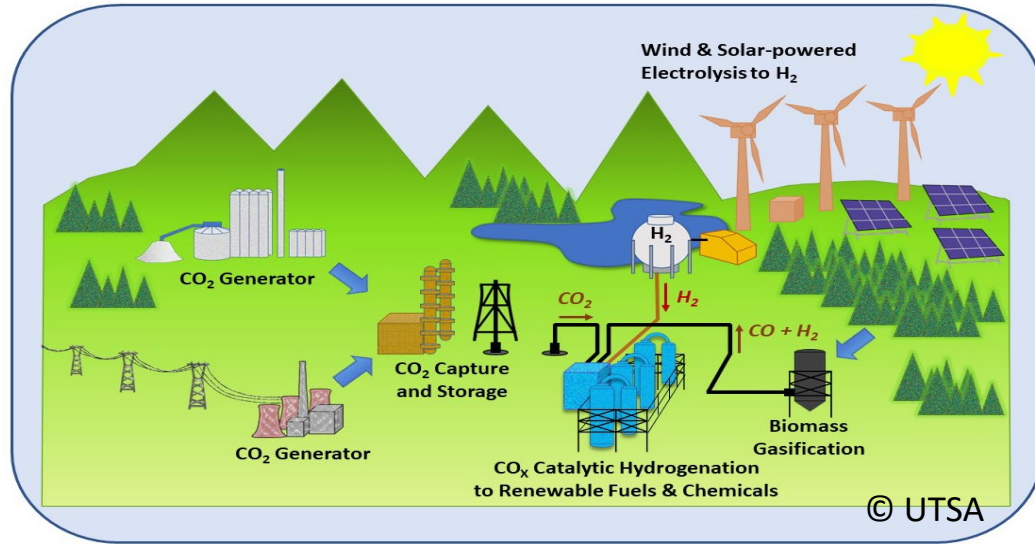 Wind & Solar-powered
Electrolysis to H₂
H₂
CO₂ Generator
CO₂
H₂
CO + H₂
CO₂ Capture
and Storage
CO₂ Generator
Biomass
Gasification
COₓ Catalytic Hydrogenation
to Renewable Fuels & Chemicals
© UTSA